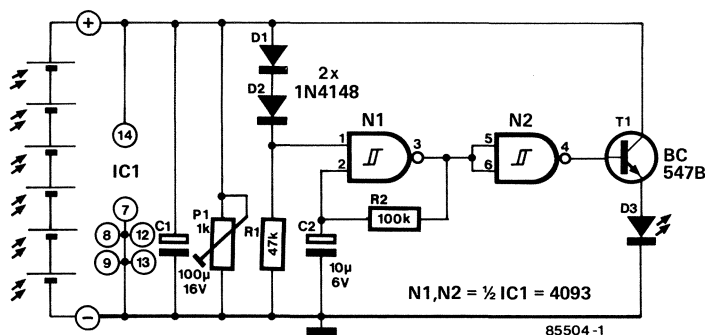 +
D1
D2
2x
1N4148
N1
N2
T1
BC
547B
D3
14
IC1
7
8
12
9
13
C1
100µ
16V
P1
1k
R1
47k
1
2
3
5
6
4
R2
100k
C2
10µ
6V
N1,N2 = ½ IC1 = 4093
85504-1
−